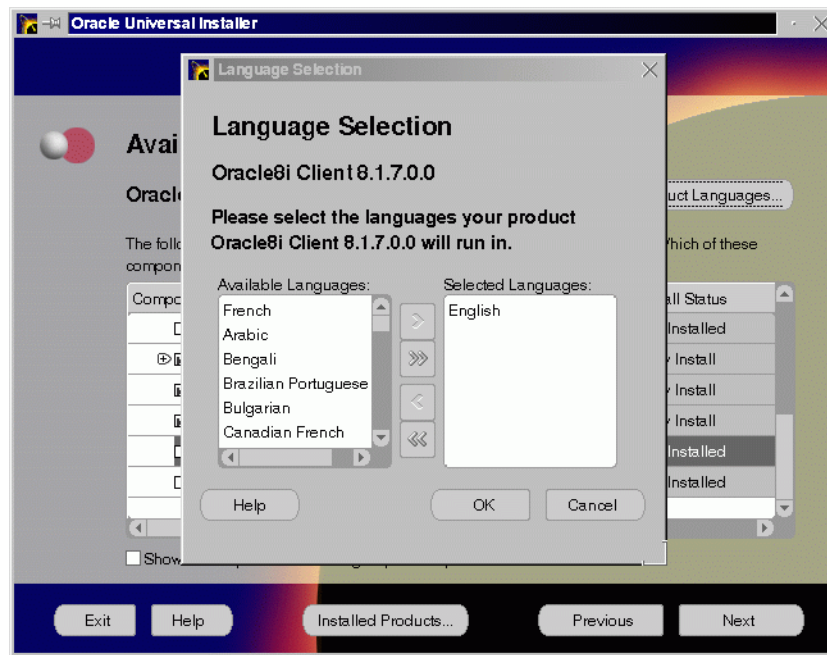 Oracle Universal Installer
Language Selection
Language Selection
Oracle8i Client 8.1.7.0.0
Please select the languages your product
Oracle8i Client 8.1.7.0.0 will run in.
Available Languages:
Selected Languages:
French
Arabic
Bengali
Brazilian Portuguese
Bulgarian
Canadian French
English
Help
OK
Cancel
Avai
Oracl
uct Languages...
The follo
hich of these
compon
Compo
all Status
Installed
Install
Install
Install
Installed
Installed
Show
Exit
Help
Installed Products...
Previous
Next